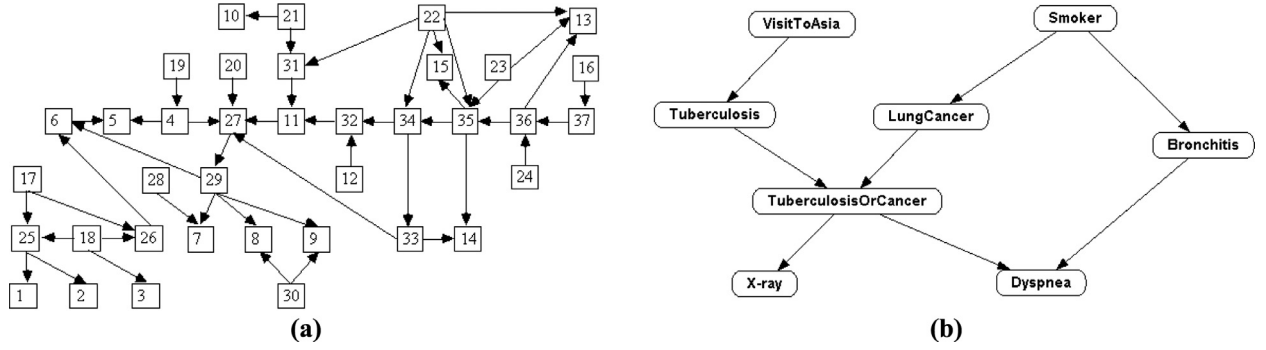 10 21 22 13
19 20 31 15 23 16
6 5 4 27 11 32 34 35 36 37
17 28 29 12 24
25 18 26 7 8 9 33 14
1 2 3 30
(a)
VisitToAsia Smoker
Tuberculosis LungCancer
Bronchitis
TuberculosisOrCancer
X-ray Dyspnea
(b)